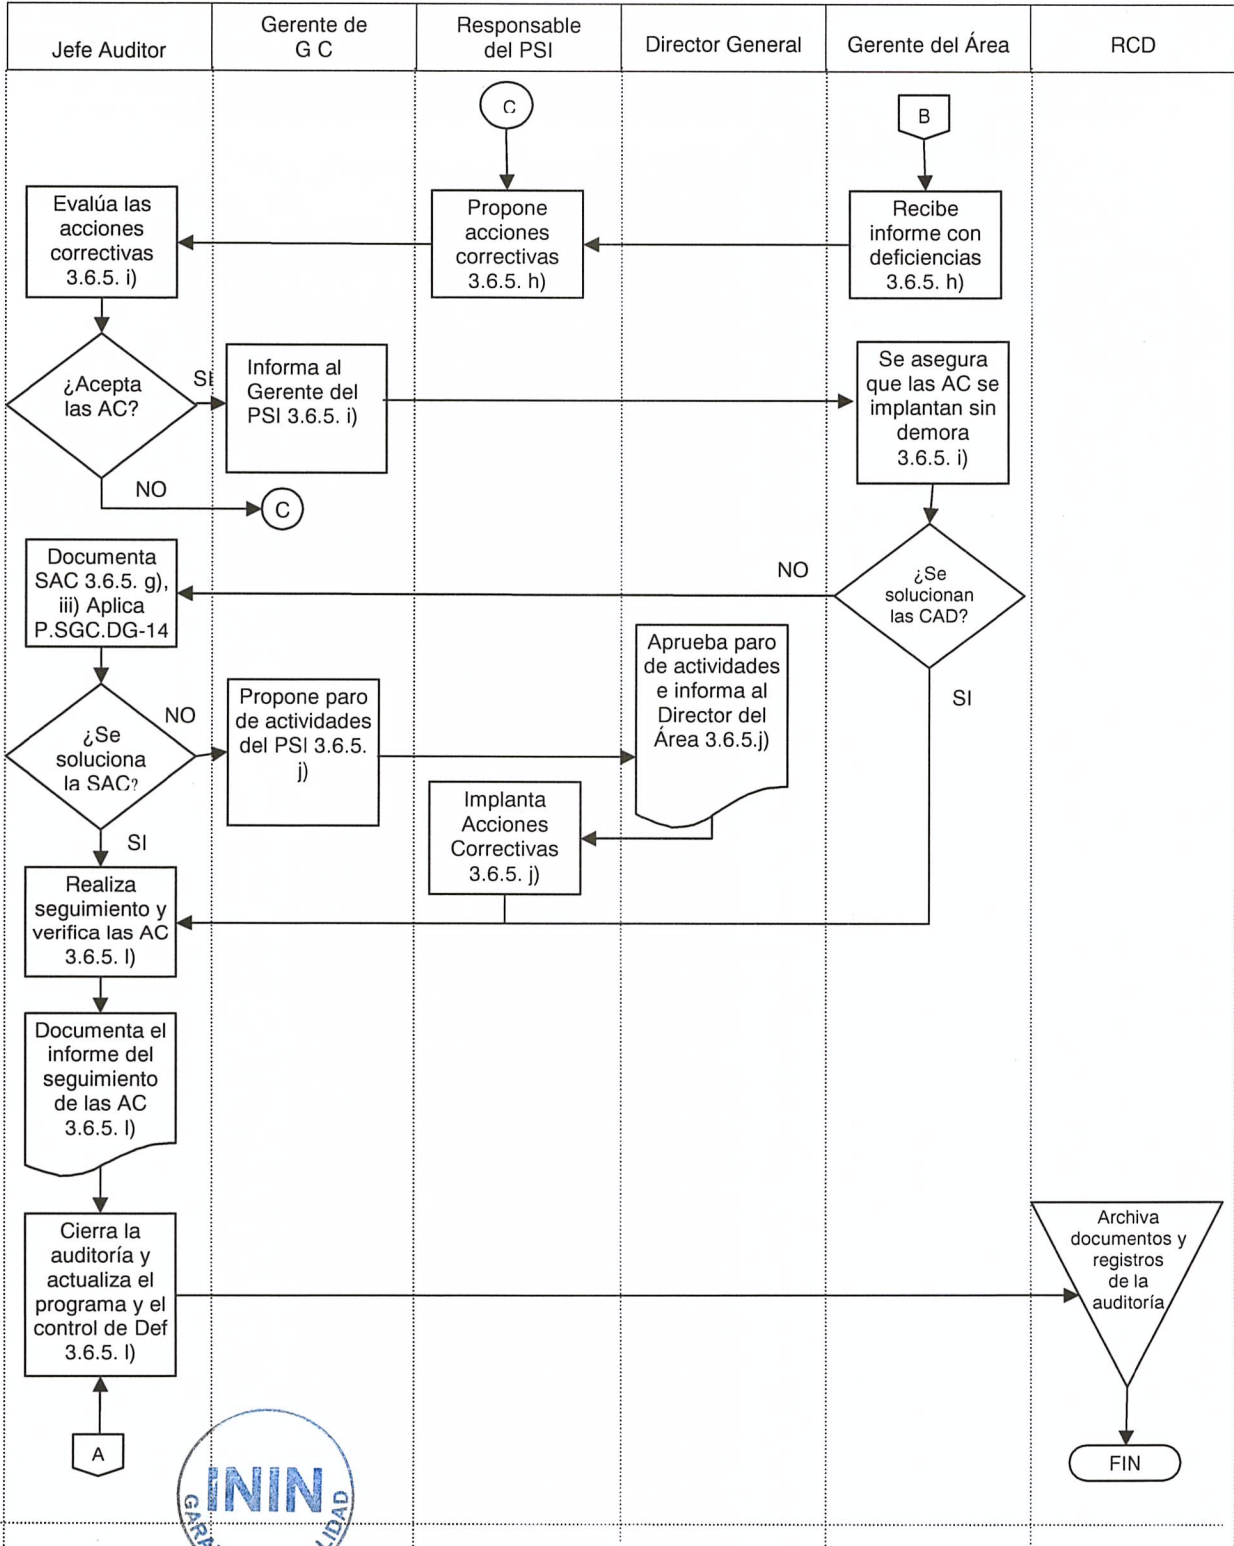 Jefe Auditor
Gerente de
G C
Responsable
del PSI
Director General
Gerente del Área
RCD
C
B
Evalúa las
acciones
correctivas
3.6.5. i)
Propone
acciones
correctivas
3.6.5. h)
Recibe
informe con
deficiencias
3.6.5. h)
¿Acepta
las AC?
SI
Informa al
Gerente del
PSI 3.6.5. i)
Se asegura
que las AC se
implantan sin
demora
3.6.5. i)
NO
C
Documenta
SAC 3.6.5. g),
iii) Aplica
P.SGC.DG-14
NO
¿Se
solucionan
las CAD?
SI
Aprueba paro
de actividades
e informa al
Director del
Área 3.6.5.j)
¿Se
soluciona
la SAC?
NO
Propone paro
de actividades
del PSI 3.6.5.
j)
Implanta
Acciones
Correctivas
3.6.5. j)
SI
Realiza
seguimiento y
verifica las AC
3.6.5. l)
Documenta el
informe del
seguimiento
de las AC
3.6.5. l)
Cierra la
auditoría y
actualiza el
programa y el
control de Def
3.6.5. l)
Archiva
documentos y
registros
de la
auditoría
A
FIN
ININ